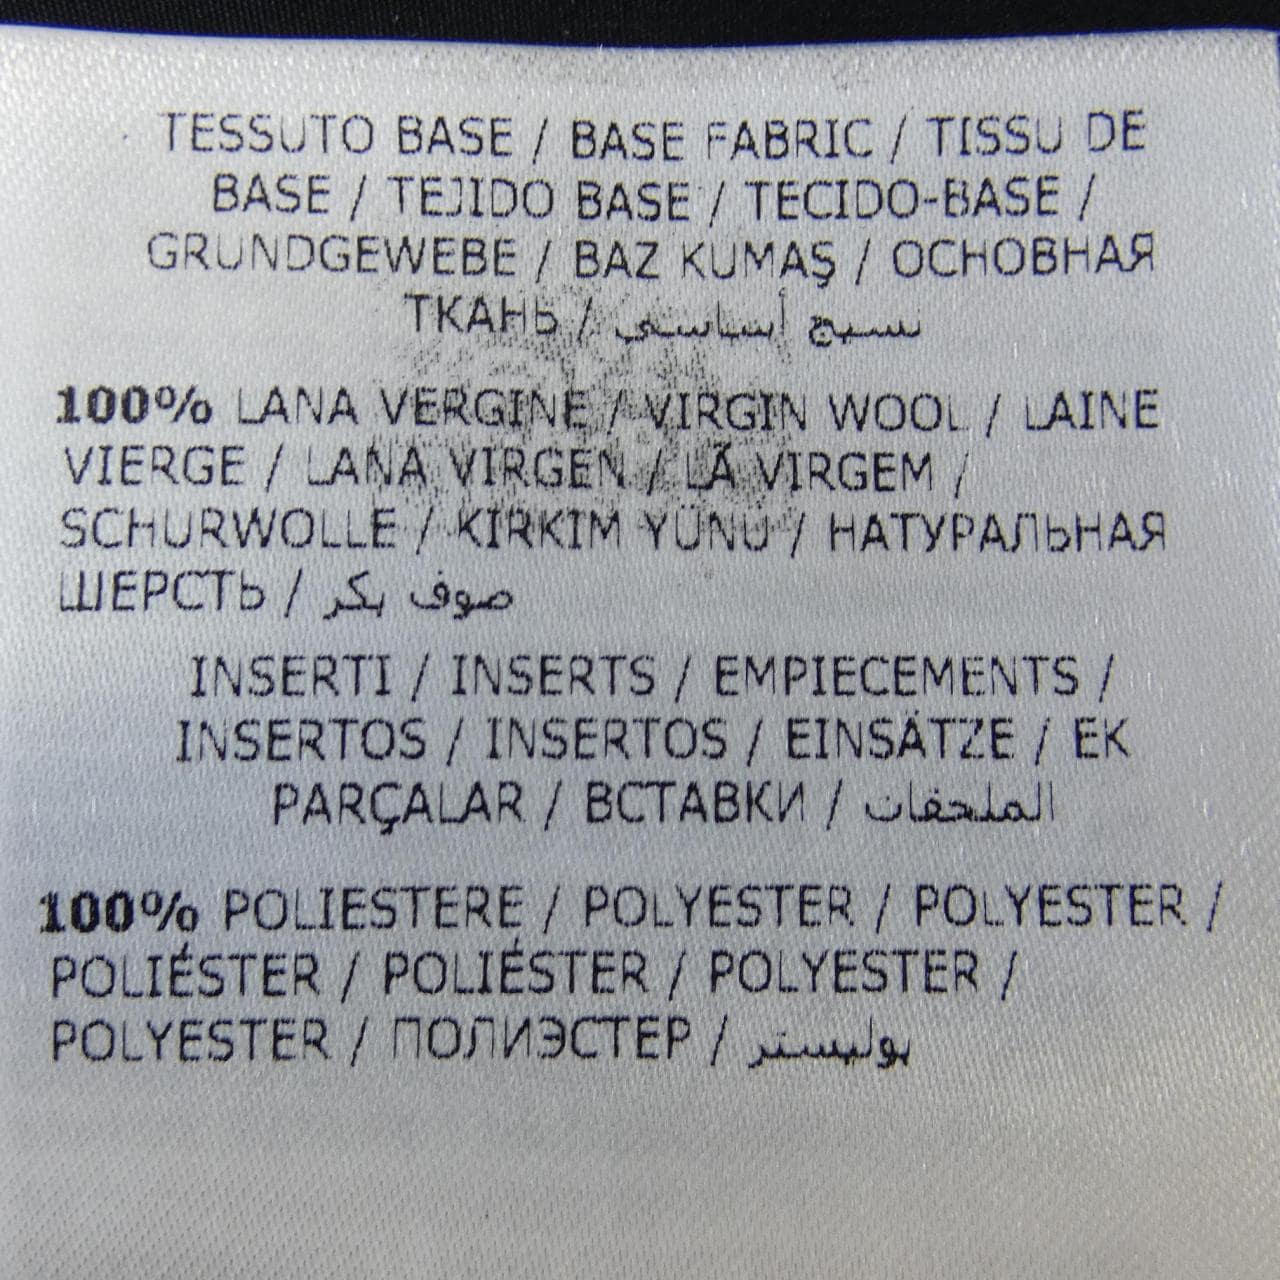 TESSUTO BASE / BASE FABRIC / TISSU DE
BASE / TEJIDO BASE / TECIDO-BASE /
GRUNDGEWEBE / BAZ KUMAŞ / ОСНОВНАЯ
ТКАНЬ / نسيج أساسي
100% LANA VERGINE / VIRGIN WOOL / LAINE
VIERGE / LANA VIRGEN / LÃ VIRGEM /
SCHURWOLLE / KIRKIM YÜNÜ / НАТУРАЛЬНАЯ
ШЕРСТЬ / صوف بكر
INSERTI / INSERTS / EMPIECEMENTS /
INSERTOS / INSERTOS / EINSÄTZE / EK
PARÇALAR / ВСТАВКИ / الملحقات
100% POLIESTERE / POLYESTER / POLYESTER /
POLIÉSTER / POLIÉSTER / POLYESTER /
POLYESTER / ПОЛИЭСТЕР / بوليستر